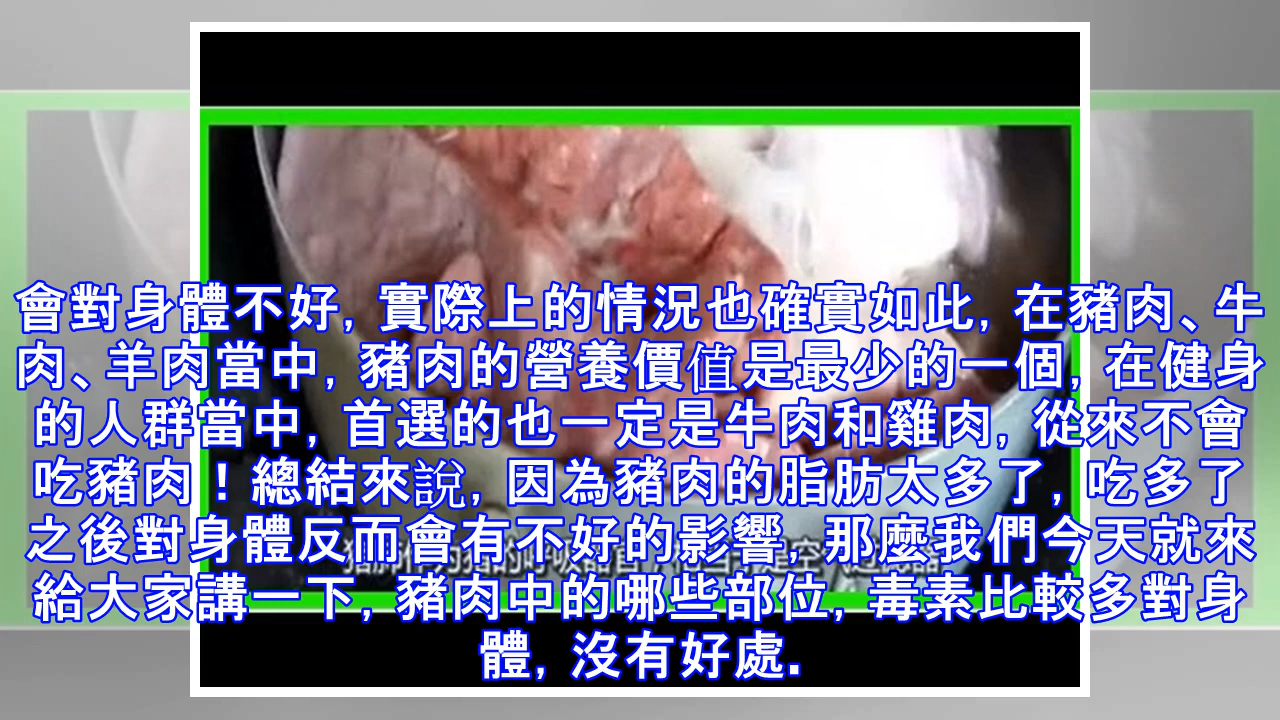 會對身體不好, 實際上的情況也確實如此, 在豬肉、牛
肉、羊肉當中, 豬肉的營養價值是最少的一個, 在健身
的人群當中, 首選的也一定是牛肉和雞肉, 從來不會
吃豬肉！總結來說, 因為豬肉的脂肪太多了, 吃多了
之後對身體反而會有不好的影響, 那麼我們今天就來
給大家講一下, 豬肉中的哪些部位, 毒素比較多對身
體, 沒有好處.